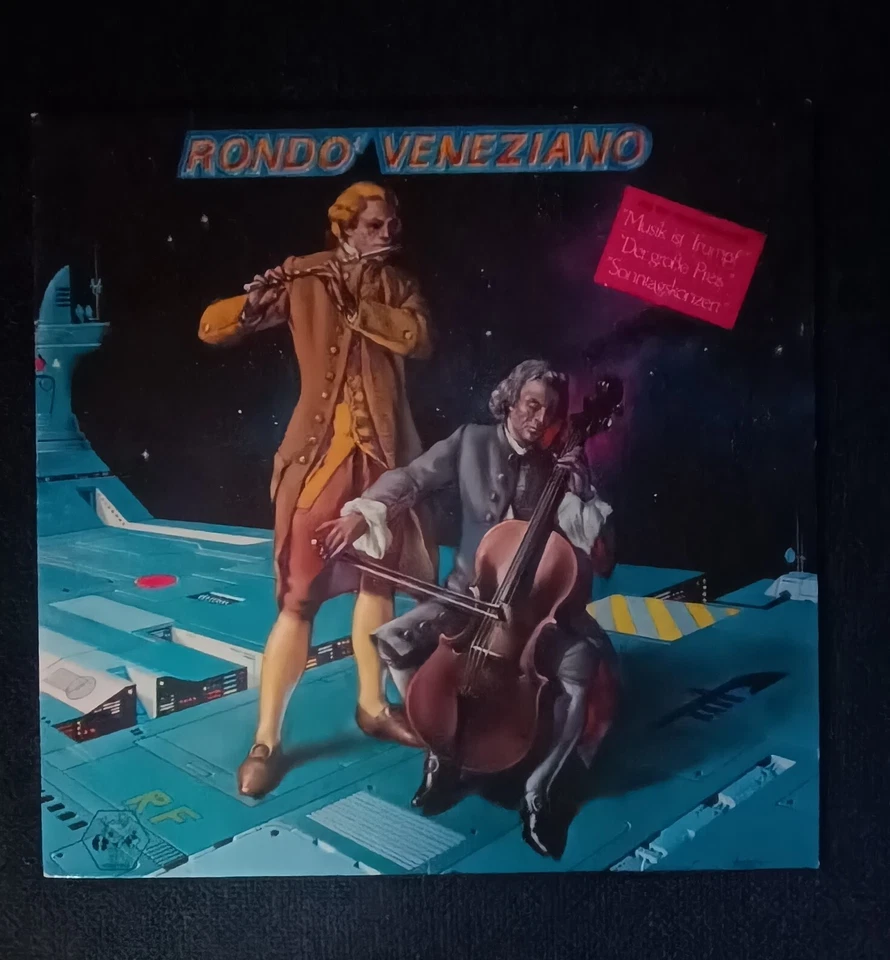 RONDO' VENEZIANO
"Musik ist Trumpf"
"Der große Preis"
"Sonntagskonzert"
RF